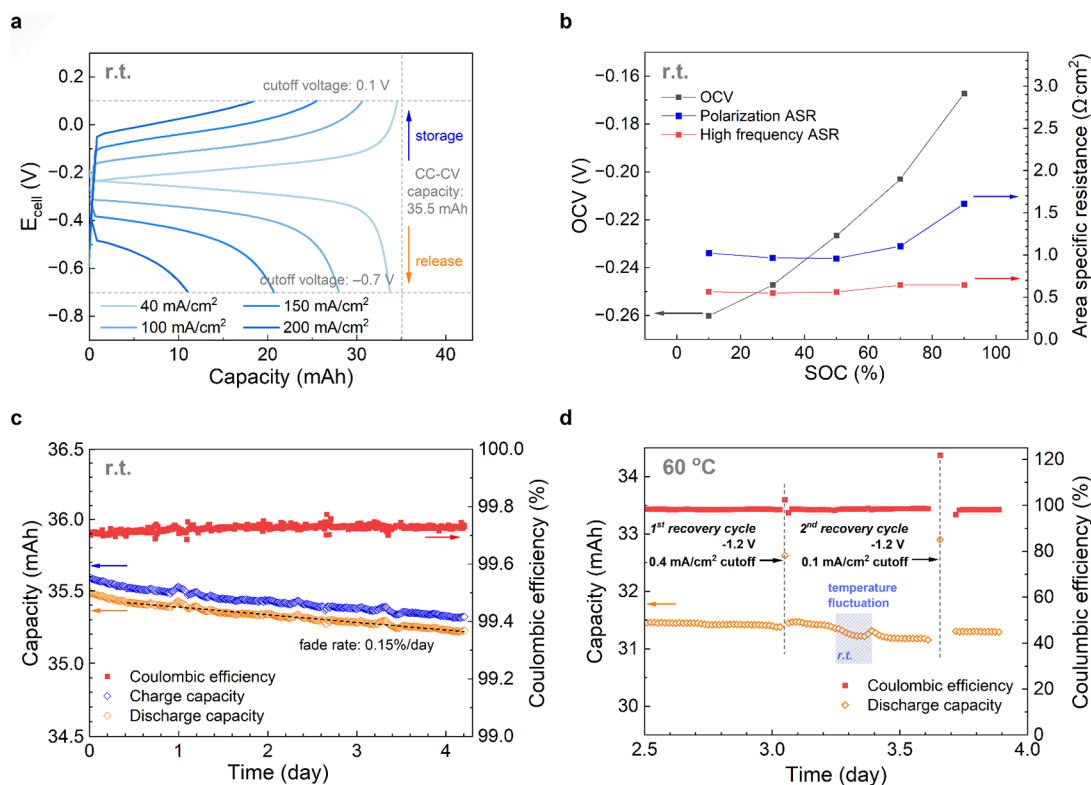 a
r.t.
cutoff voltage: 0.1 V
storage
CC-CV
capacity:
35.5 mAh
release
cutoff voltage: –0.7 V
40 mA/cm²
150 mA/cm²
100 mA/cm²
200 mA/cm²
E_cell (V)
0.2
0.0
−0.2
−0.4
−0.6
−0.8
0
10
20
30
40
Capacity (mAh)
b
r.t.
OCV
Polarization ASR
High frequency ASR
OCV (V)
−0.16
−0.18
−0.20
−0.22
−0.24
−0.26
0
20
40
60
80
100
SOC (%)
3.0
2.5
2.0
1.5
1.0
0.5
0.0
Area specific resistance (Ω·cm²)
c
r.t.
fade rate: 0.15%/day
Coulombic efficiency
Charge capacity
Discharge capacity
Capacity (mAh)
36.5
36.0
35.5
35.0
34.5
0
1
2
3
4
Time (day)
100.0
99.8
99.6
99.4
99.2
99.0
Coulombic efficiency (%)
d
60 °C
1st recovery cycle
-1.2 V
0.4 mA/cm² cutoff
2nd recovery cycle
-1.2 V
0.1 mA/cm² cutoff
temperature
fluctuation
r.t.
Coulombic efficiency
Discharge capacity
Capacity (mAh)
34
33
32
31
30
2.5
3.0
3.5
4.0
Time (day)
120
100
80
60
40
20
0
Coulumbic efficiency (%)